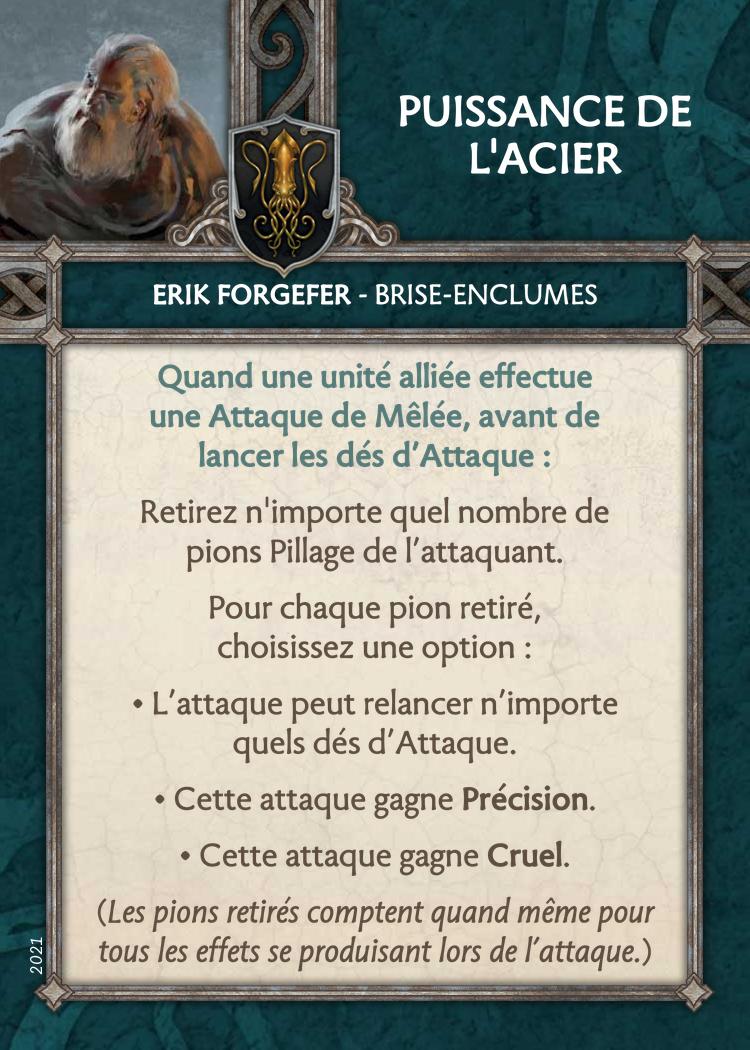 PUISSANCE DE
L'ACIER
ERIK FORGEFER - BRISE-ENCLUMES
Quand une unité alliée effectue
une Attaque de Mêlée, avant de
lancer les dés d’Attaque :
Retirez n'importe quel nombre de
pions Pillage de l’attaquant.
Pour chaque pion retiré,
choisissez une option :
• L’attaque peut relancer n’importe
quels dés d’Attaque.
• Cette attaque gagne Précision.
• Cette attaque gagne Cruel.
(Les pions retirés comptent quand même pour
tous les effets se produisant lors de l’attaque.)
2021